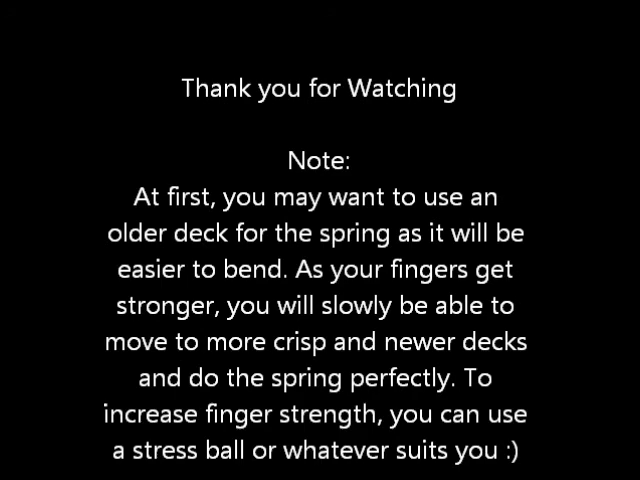 Thank you for Watching
Note:
At first, you may want to use an
older deck for the spring as it will be
easier to bend. As your fingers get
stronger, you will slowly be able to
move to more crisp and newer decks
and do the spring perfectly. To
increase finger strength, you can use
a stress ball or whatever suits you :)